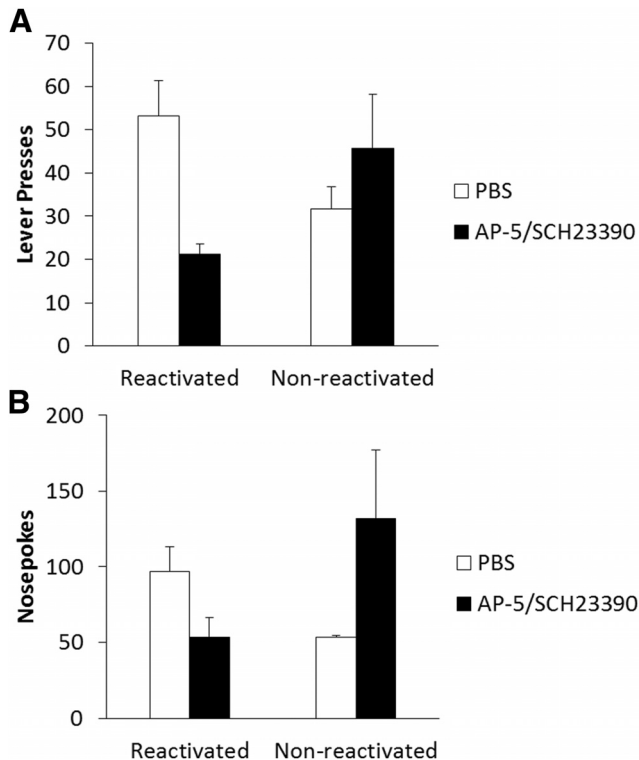 A
70
60
50
40
30
20
10
0
Lever Presses
PBS
AP-5/SCH23390
Reactivated Non-reactivated
B
200
150
100
50
0
Nosepokes
PBS
AP-5/SCH23390
Reactivated Non-reactivated